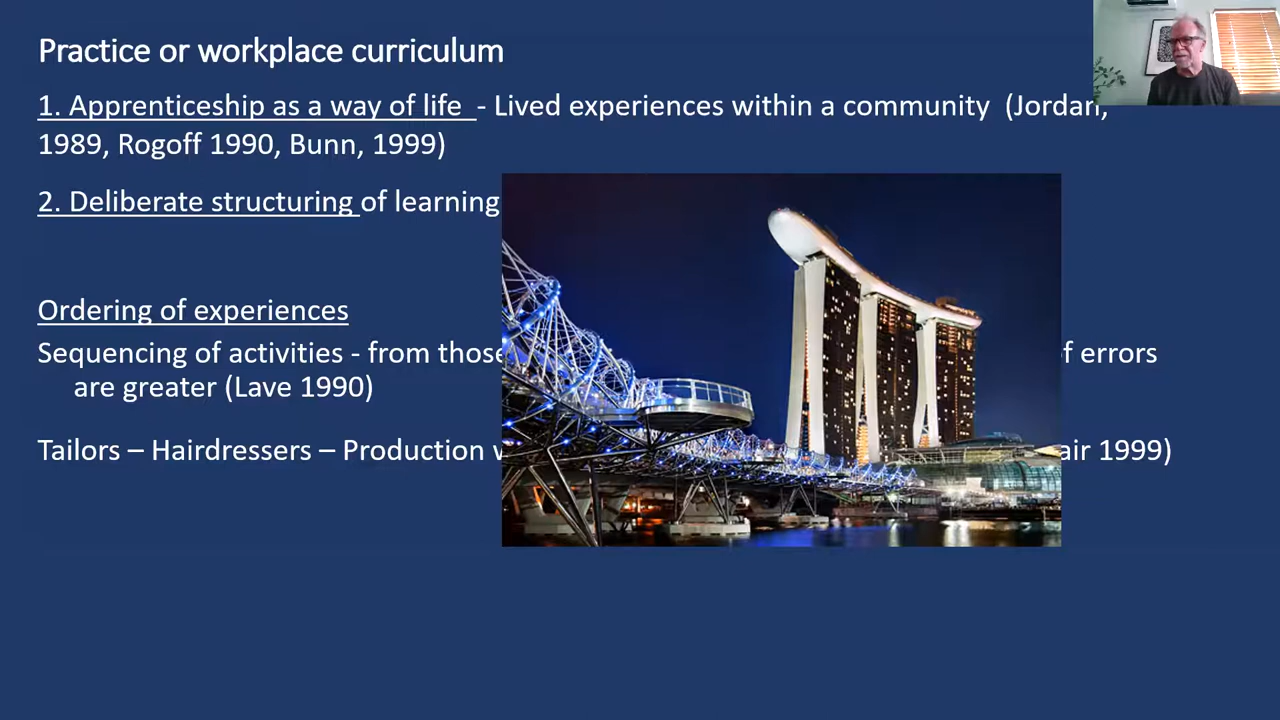 Practice or workplace curriculum
1. Apprenticeship as a way of life - Lived experiences within a community (Jordan,
1989, Rogoff 1990, Bunn, 1999)
2. Deliberate structuring of learning
Ordering of experiences
Sequencing of activities - from those of errors
are greater (Lave 1990)
Tailors – Hairdressers – Production 1999)